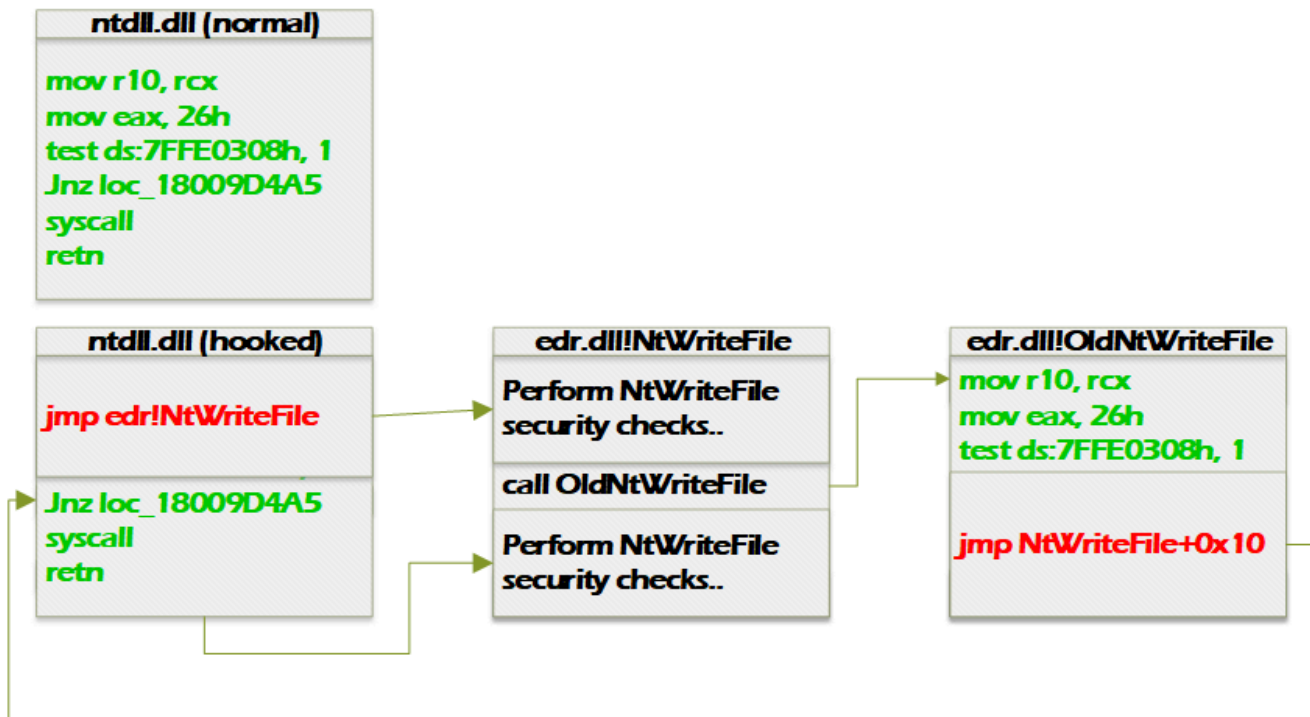 ntdll.dll (normal)
mov r10, rcx
mov eax, 26h
test ds:7FFE0308h, 1
Jnz loc_18009D4A5
syscall
retn
ntdll.dll (hooked)
jmp edr!NtWriteFile
Jnz loc_18009D4A5
syscall
retn
edr.dll!NtWriteFile
Perform NtWriteFile
security checks..
call OldNtWriteFile
Perform NtWriteFile
security checks..
edr.dll!OldNtWriteFile
mov r10, rcx
mov eax, 26h
test ds:7FFE0308h, 1
jmp NtWriteFile+0x10